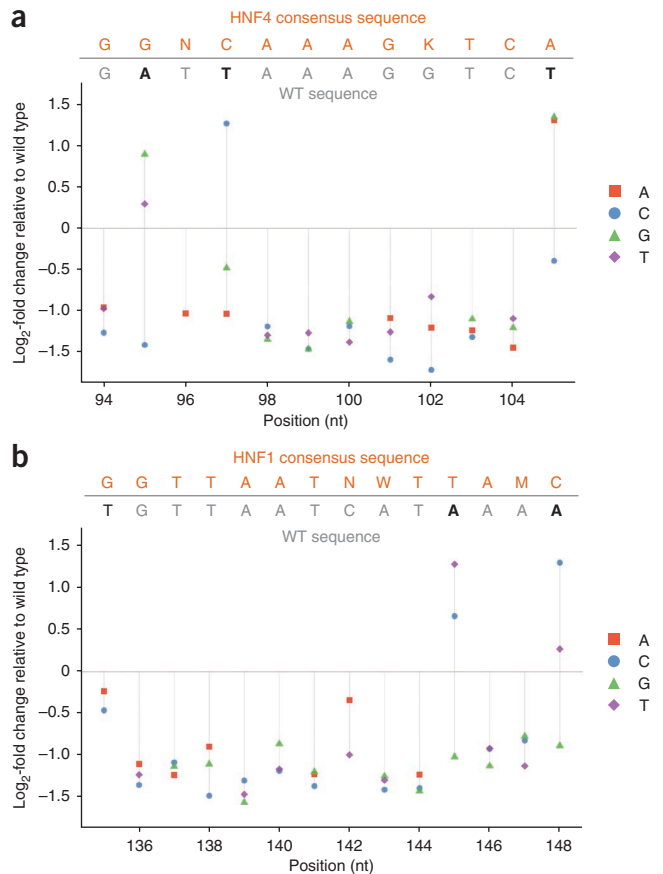 a
HNF4 consensus sequence
G G N C A A A G K T C A
G A T T A A A G G T C T
WT sequence
Log2-fold change relative to wild type
1.5
1.0
0.5
0
−0.5
−1.0
−1.5
94 96 98 100 102 104
Position (nt)
A
C
G
T
b
HNF1 consensus sequence
G G T T A A T N W T T A M C
T G T T A A T C A T A A A A
WT sequence
Log2-fold change relative to wild type
1.5
1.0
0.5
0
−0.5
−1.0
−1.5
136 138 140 142 144 146 148
Position (nt)
A
C
G
T